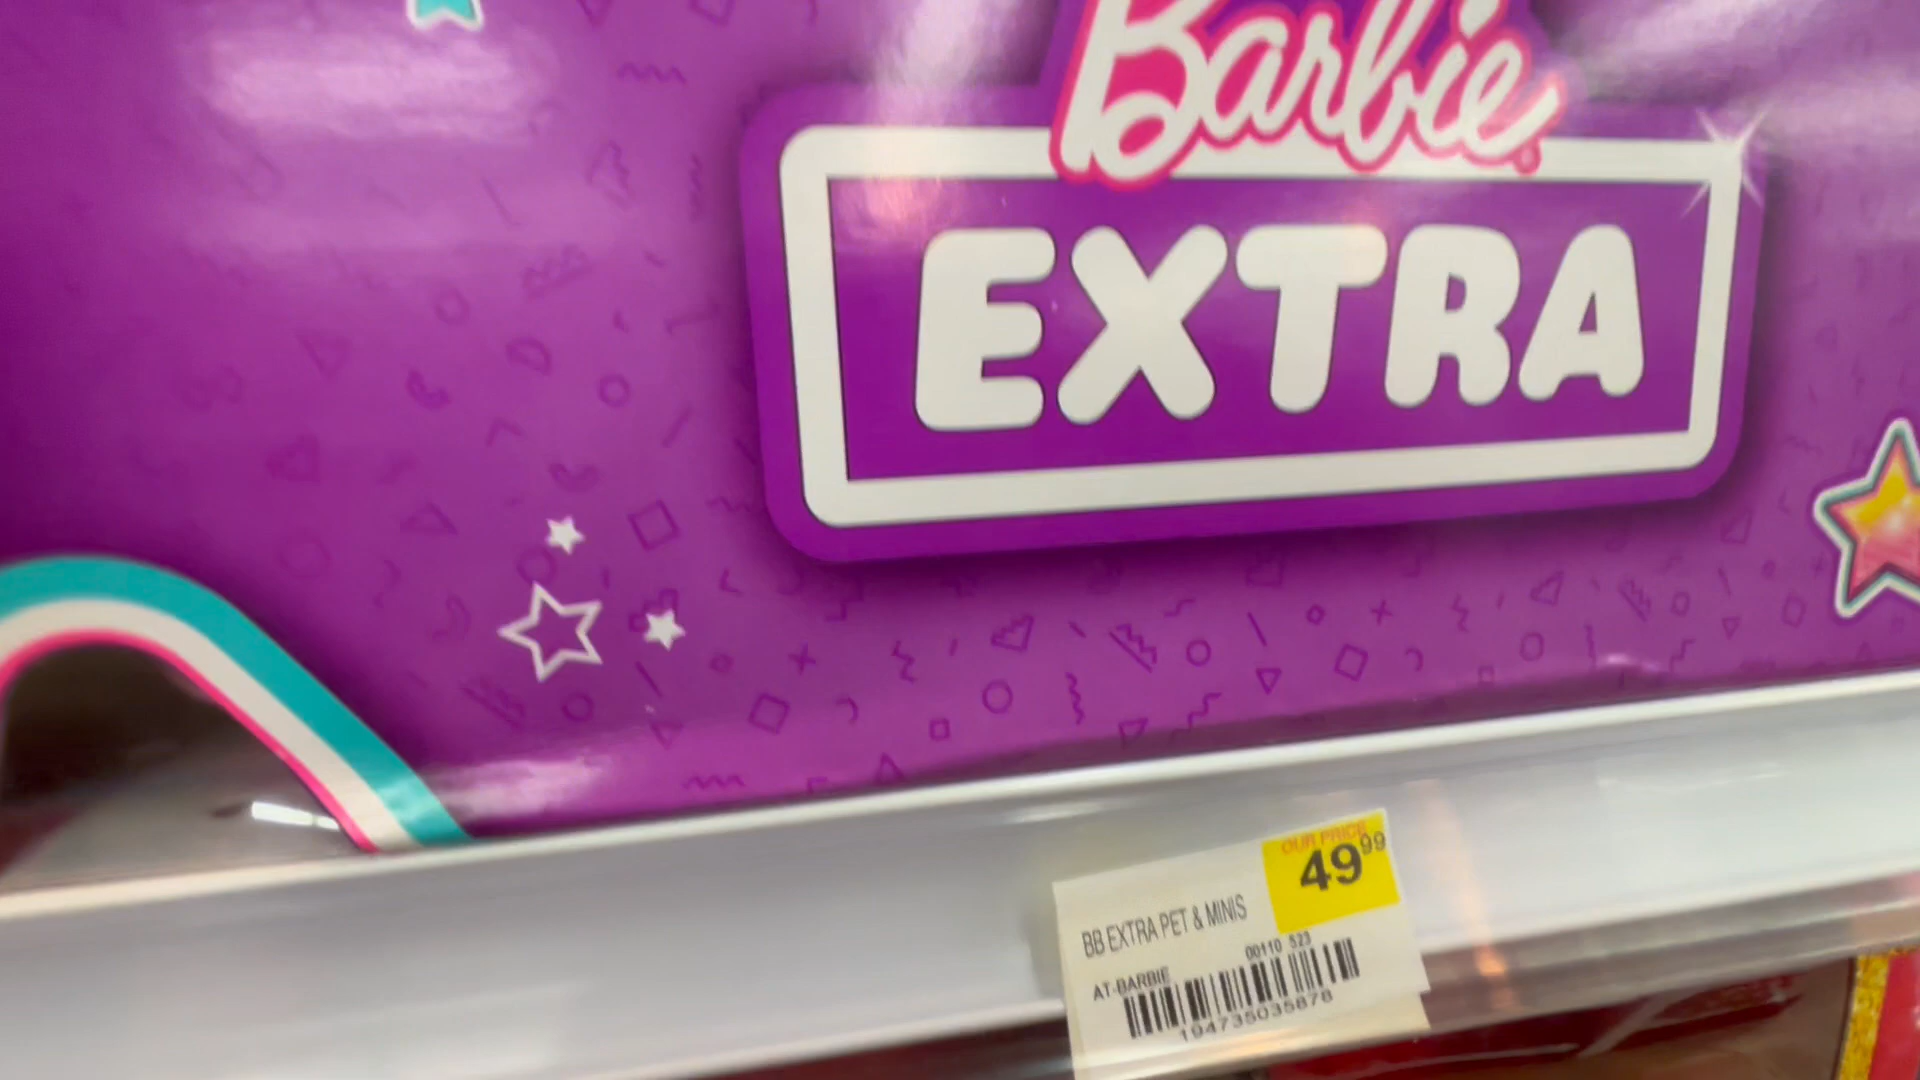 Barbie
EXTRA
OUR PRICE
49 99
BB EXTRA PET & MINIS
00110 523
AT-BARBIE
194735035878